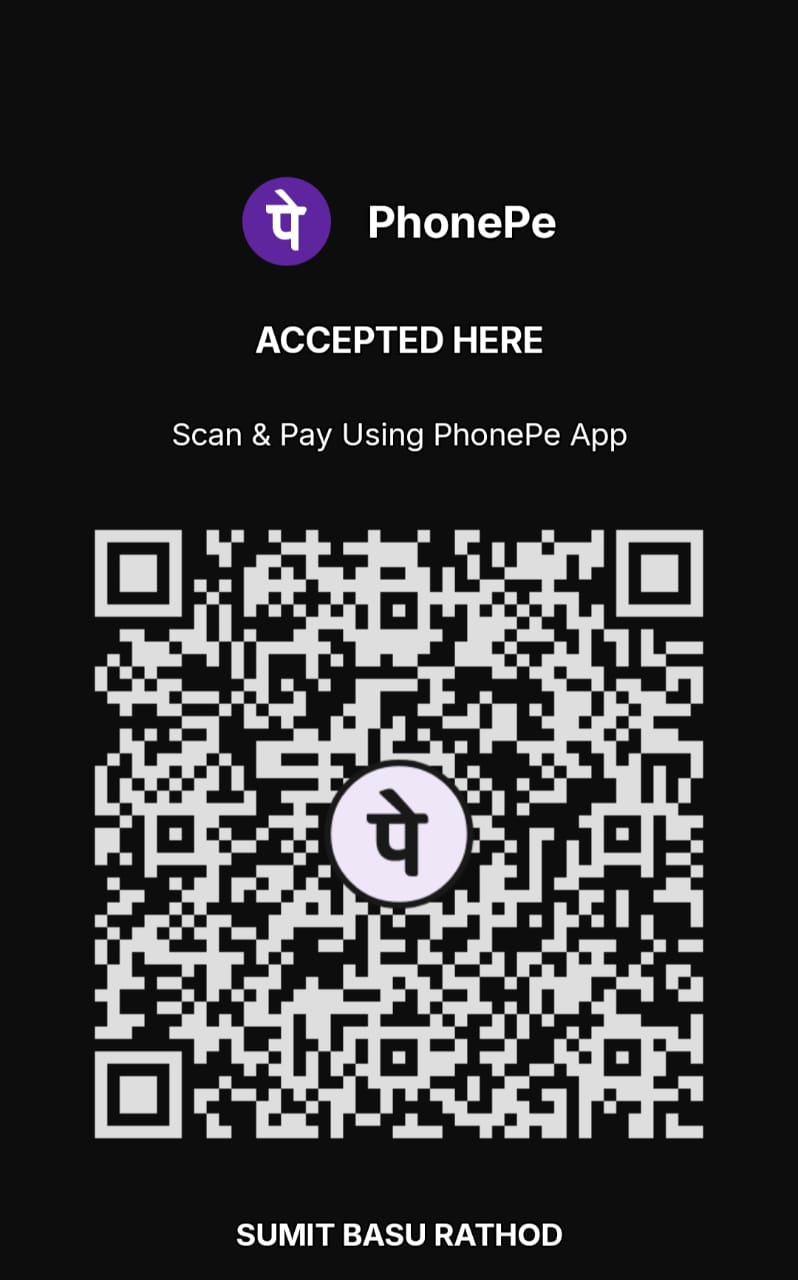 पे PhonePe
ACCEPTED HERE
Scan & Pay Using PhonePe App
पे
SUMIT BASU RATHOD